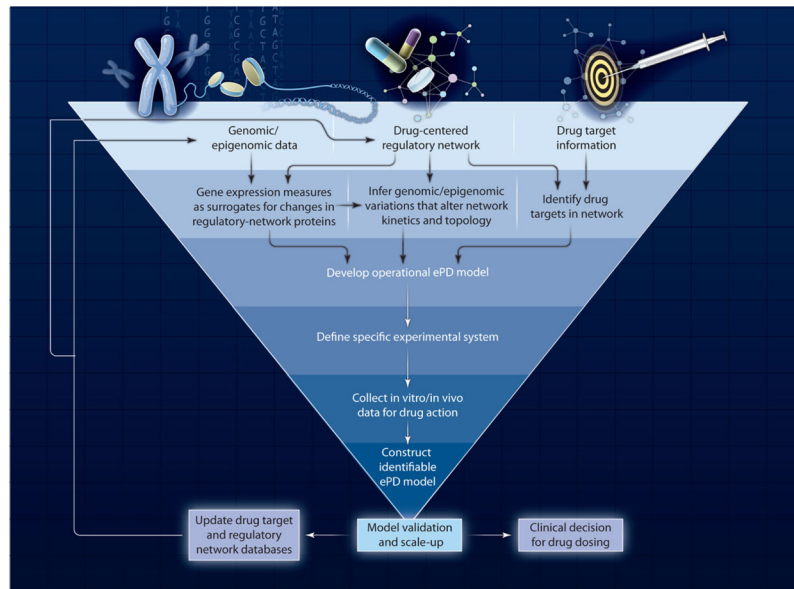 Genomic/
epigenomic data
Drug-centered
regulatory network
Drug target
information
Gene expression measures
as surrogates for changes in
regulatory-network proteins
Infer genomic/epigenomic
variations that alter network
kinetics and topology
Identify drug
targets in network
Develop operational ePD model
Define specific experimental system
Collect in vitro/in vivo
data for drug action
Construct
identifiable
ePD model
Update drug target
and regulatory
network databases
Model validation
and scale-up
Clinical decision
for drug dosing